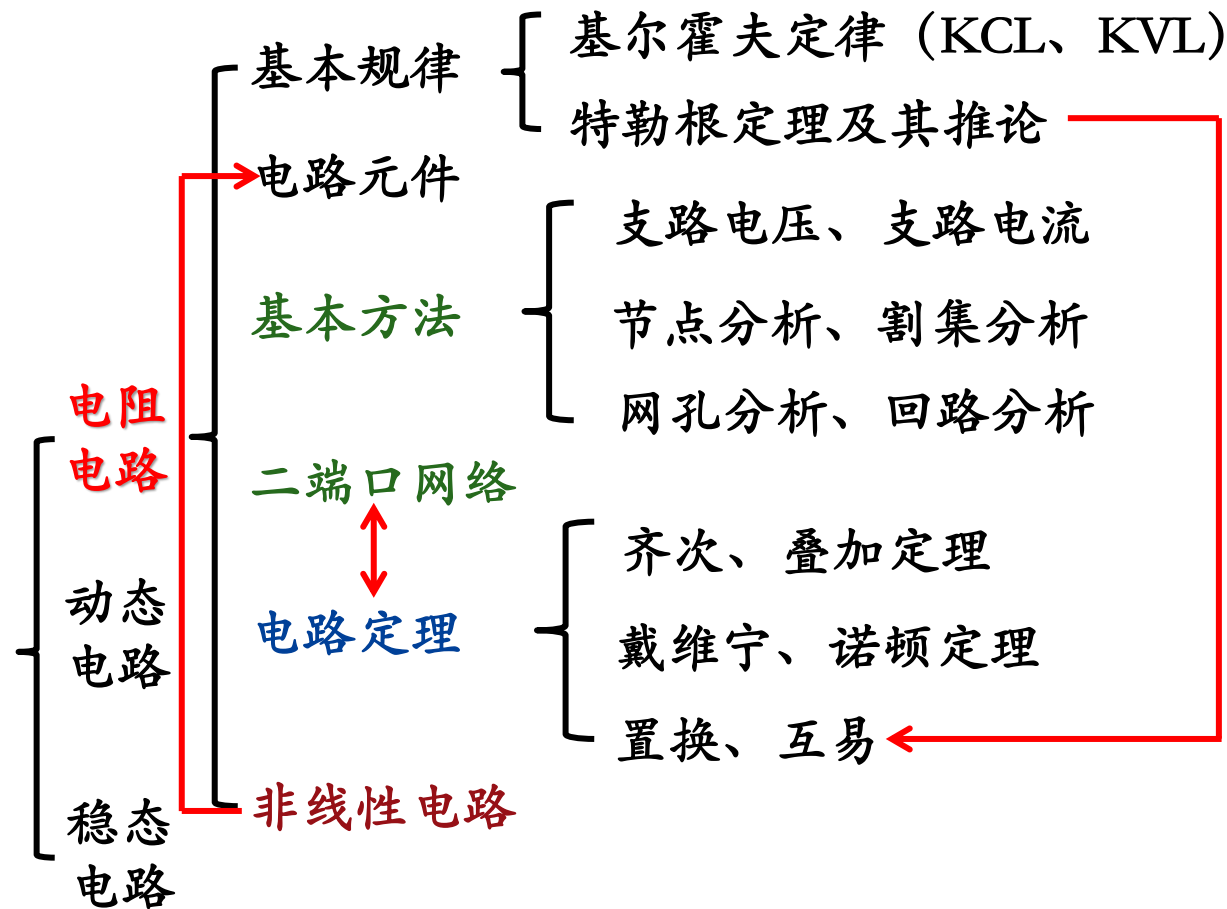 基本规律
基尔霍夫定律（KCL、KVL）
特勒根定理及其推论
电路元件
基本方法
支路电压、支路电流
节点分析、割集分析
网孔分析、回路分析
电阻
电路
二端口网络
电路定理
齐次、叠加定理
戴维宁、诺顿定理
置换、互易
非线性电路
动态
电路
稳态
电路